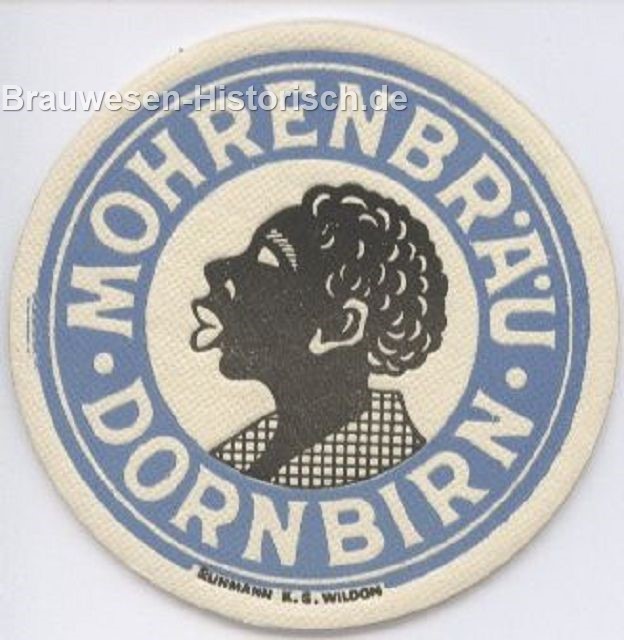 Brauwesen-Historisch.de
MOHRENBRÄU
DORNBIRN
K. G. WILDON